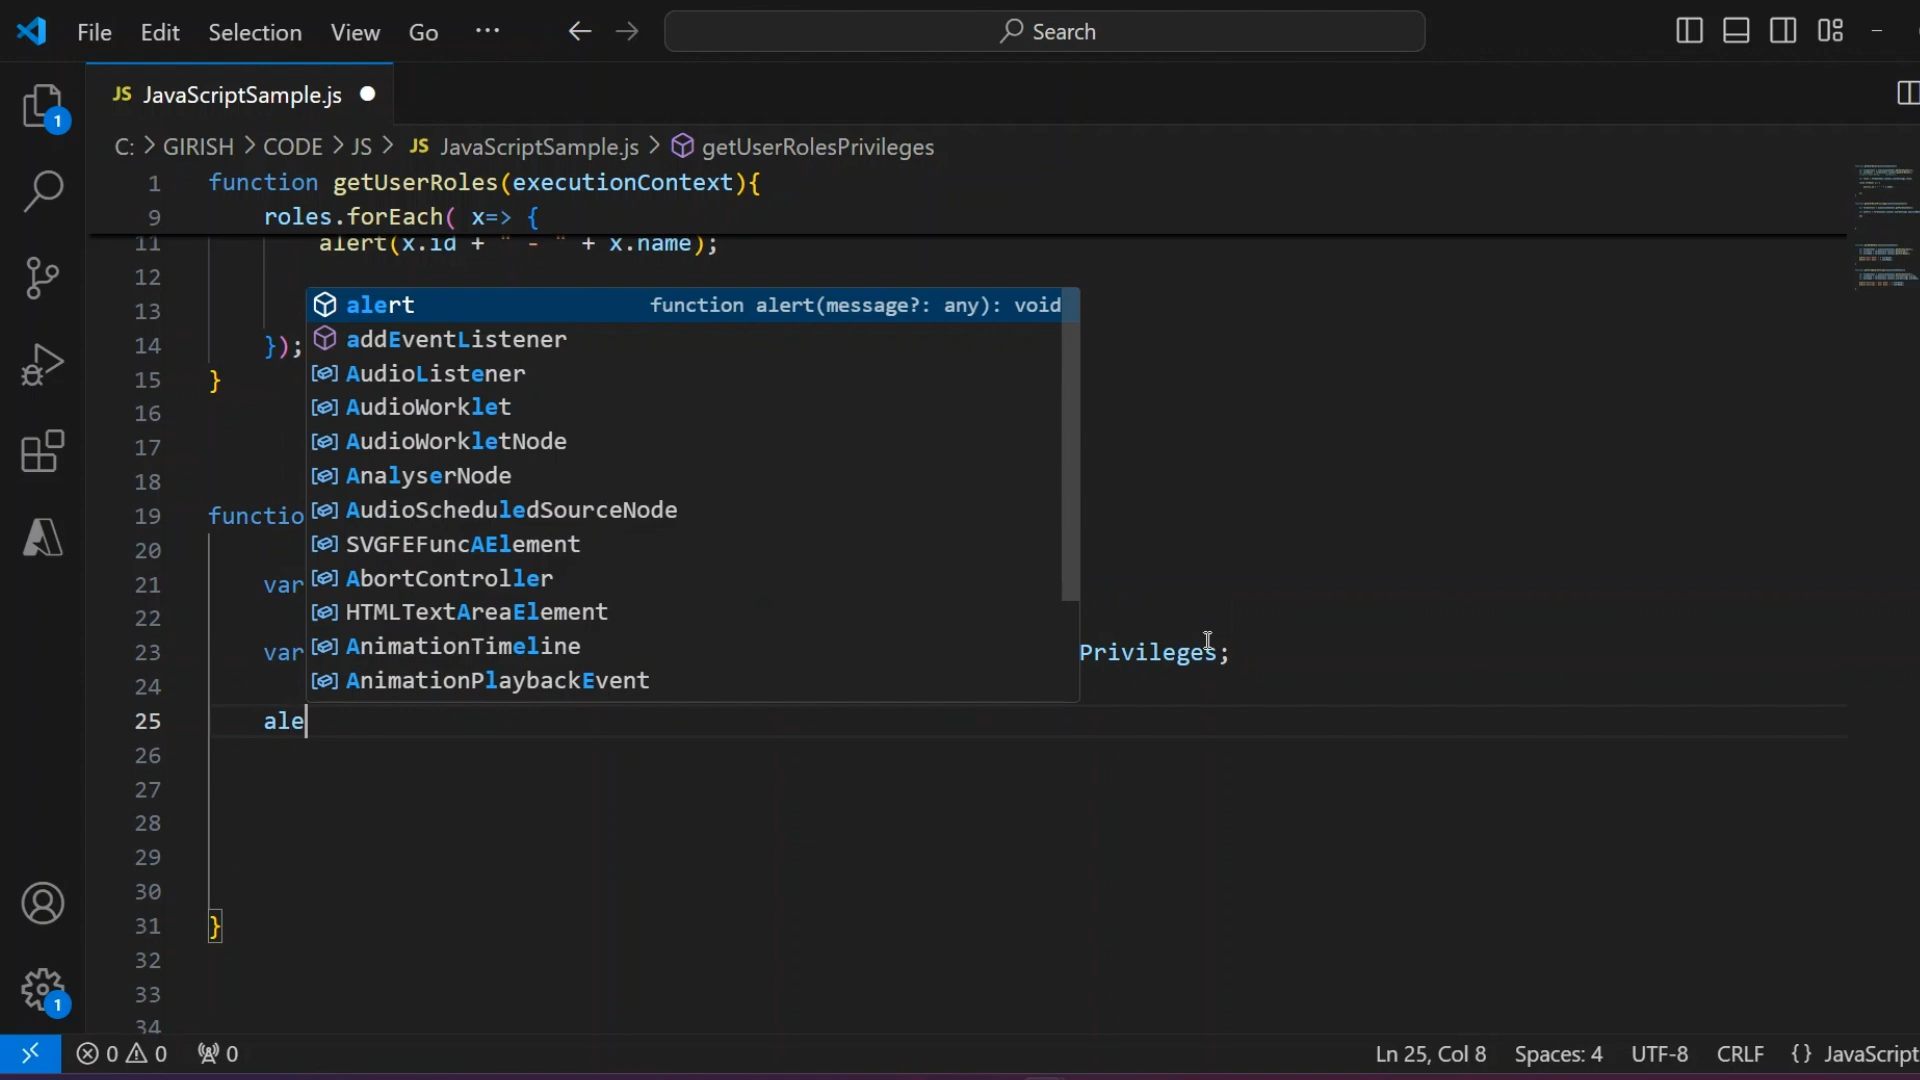 File Edit Selection View Go ··· Search
JS JavaScriptSample.js
C: > GIRISH > CODE > JS > JS JavaScriptSample.js > getUserRolesPrivileges
1 function getUserRoles(executionContext){
9 roles.forEach( x=> {
11 alert(x.id + " - " + x.name);
12
alert function alert(message?: any): void
13
addEventListener
14 });
AudioListener
15 }
AudioWorklet
16
AudioWorkletNode
17
AnalyserNode
18
AudioScheduledSourceNode
19 functio
SVGFEFuncAElement
20
AbortController
21 var
HTMLTextAreaElement
22
AnimationTimeline
23 var Privileges;
AnimationPlaybackEvent
24
25 ale
26
27
28
29
30
31 }
32
33
34
1
1
0 0 0 Ln 25, Col 8 Spaces: 4 UTF-8 CRLF {} JavaScript